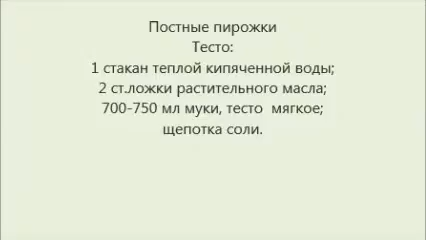 Постные пирожки
Тесто:
1 стакан теплой кипяченной воды;
2 ст.ложки растительного масла;
700-750 мл муки, тесто  мягкое;
щепотка соли.